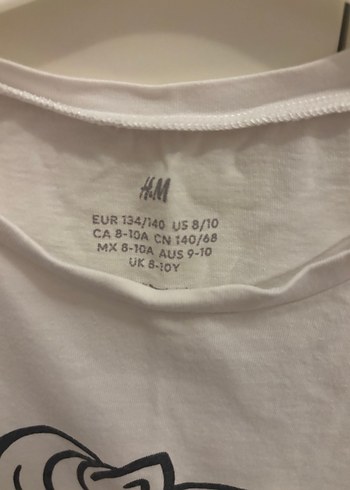 H&M
EUR 134/140 US 8/10
CA 8-10A CN 140/68
MX 8-10A AUS 9-10
UK 8-10Y